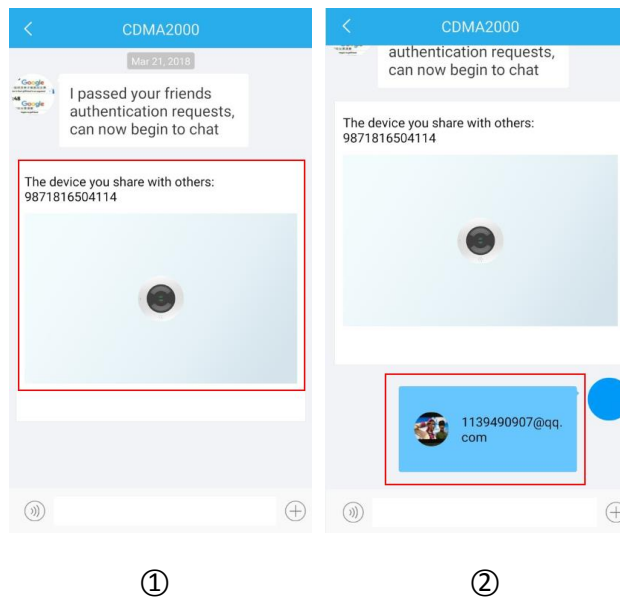 CDMA2000
Mar 21, 2018
Google
Google
I passed your friends
authentication requests,
can now begin to chat
The device you share with others:
9871816504114
①
CDMA2000
authentication requests,
can now begin to chat
The device you share with others:
9871816504114
1139490907@qq.
com
②